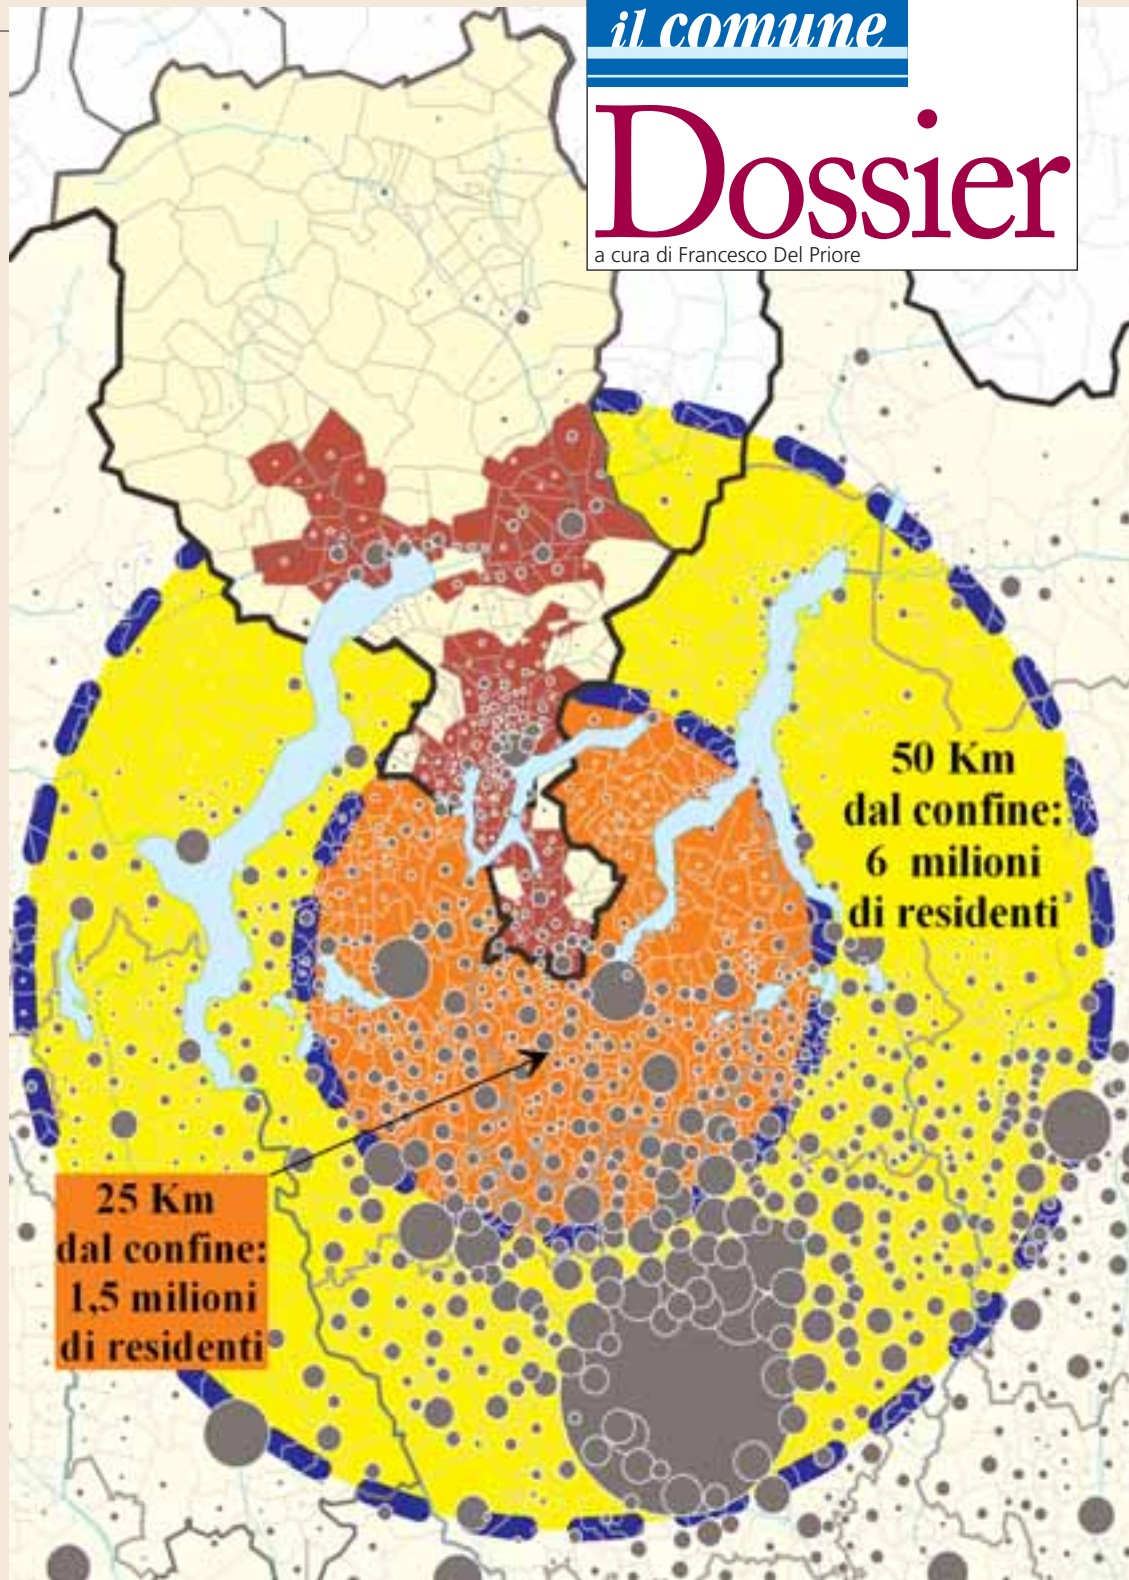 il comune
Dossier
a cura di Francesco Del Priore
50 Km
dal confine:
6 milioni
di residenti
25 Km
dal confine:
1,5 milioni
di residenti